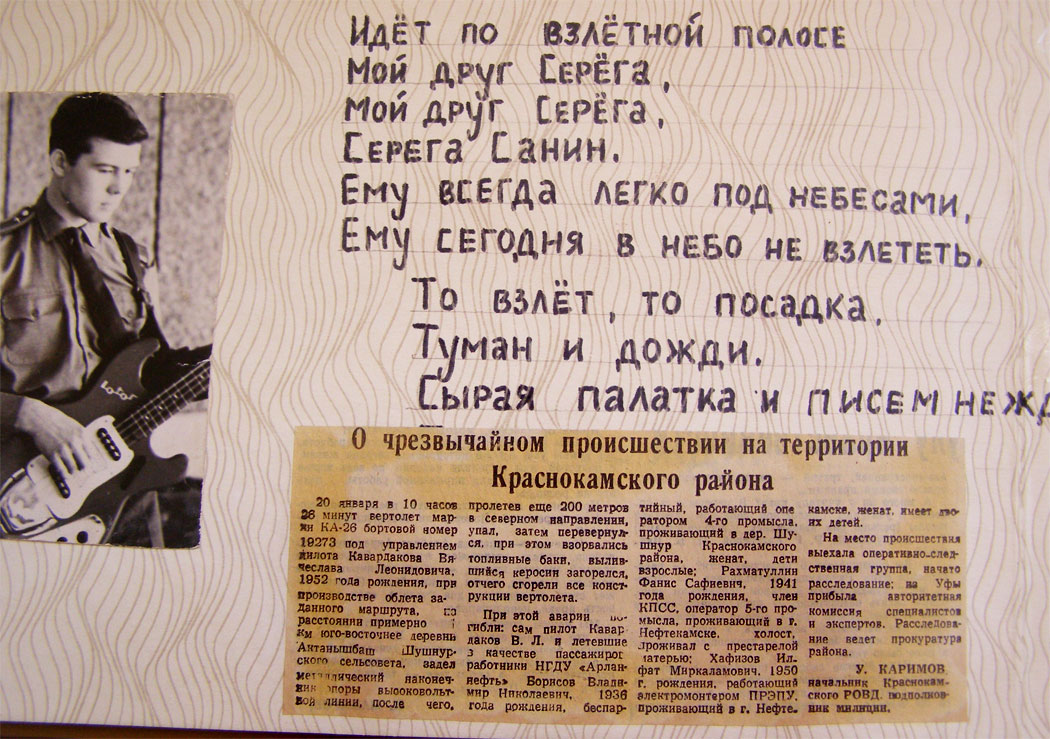 Идёт по взлётной полосе
Мой друг Серёга,
Мой друг Серёга,
Серега Санин.
Ему всегда легко под небесами,
Ему сегодня в небо не взлететь.
То взлёт, то посадка,
Туман и дожди.
Сырая палатка и писем нежд
О чрезвычайном происшествии на территории
Краснокамского района
20 января в 10 часов
26 минут вертолет мар-
ки КА-26 бортовой номер
19273 под управлением
пилота Кавардакова Вя-
чеслава Леонидовича,
1952 года рождения, при
производстве облета за-
данного маршрута, на
расстоянии примерно 1
км юго-восточнее деревни
Актанышбаш Шушнур-
ского сельсовета, задел
металлический наконеч-
ник опоры высоковольт-
ной линии, после чего,
пролетев еще 200 метров
в северном направлении,
упал, затем перевернул-
ся, при этом взорвались
топливные баки, вылив-
шийся керосин загорелся,
отчего сгорели все конст-
рукции вертолета.
При этой аварии по-
гибли: сам пилот Кавар-
даков В. Л. и летевшие
в качестве пассажиров
работники НГДУ «Арлан-
нефть» Борисов Влади-
мир Николаевич, 1936
года рождения, беспар-
тийный, работающий опе
ратором 4-го промысла,
проживающий в дер. Шу-
шнур Краснокамского
района, женат, дети
взрослые; Рахматуллин
Фанис Сафиевич, 1941
года рождения, член
КПСС, оператор 5-го про-
мысла, проживающий в г.
Нефтекамске. холост,
проживал с престарелой
матерью; Хафизов Ил-
фат Миркаламович. 1950
г. рождения, работающий
электромонтером ПРЭПУ,
проживающий в г. Нефте-
камске, женат, имеет дво-
их детей.
На место происшествия
выехала оперативно-след-
ственная группа, начато
расследование; из Уфы
прибыла авторитетная
комиссия специалистов
и экспертов. Расследова-
ние ведет прокуратура
района.
У. КАРИМОВ,
начальник Краснокам-
ского РОВД, подполков-
ник милиции.